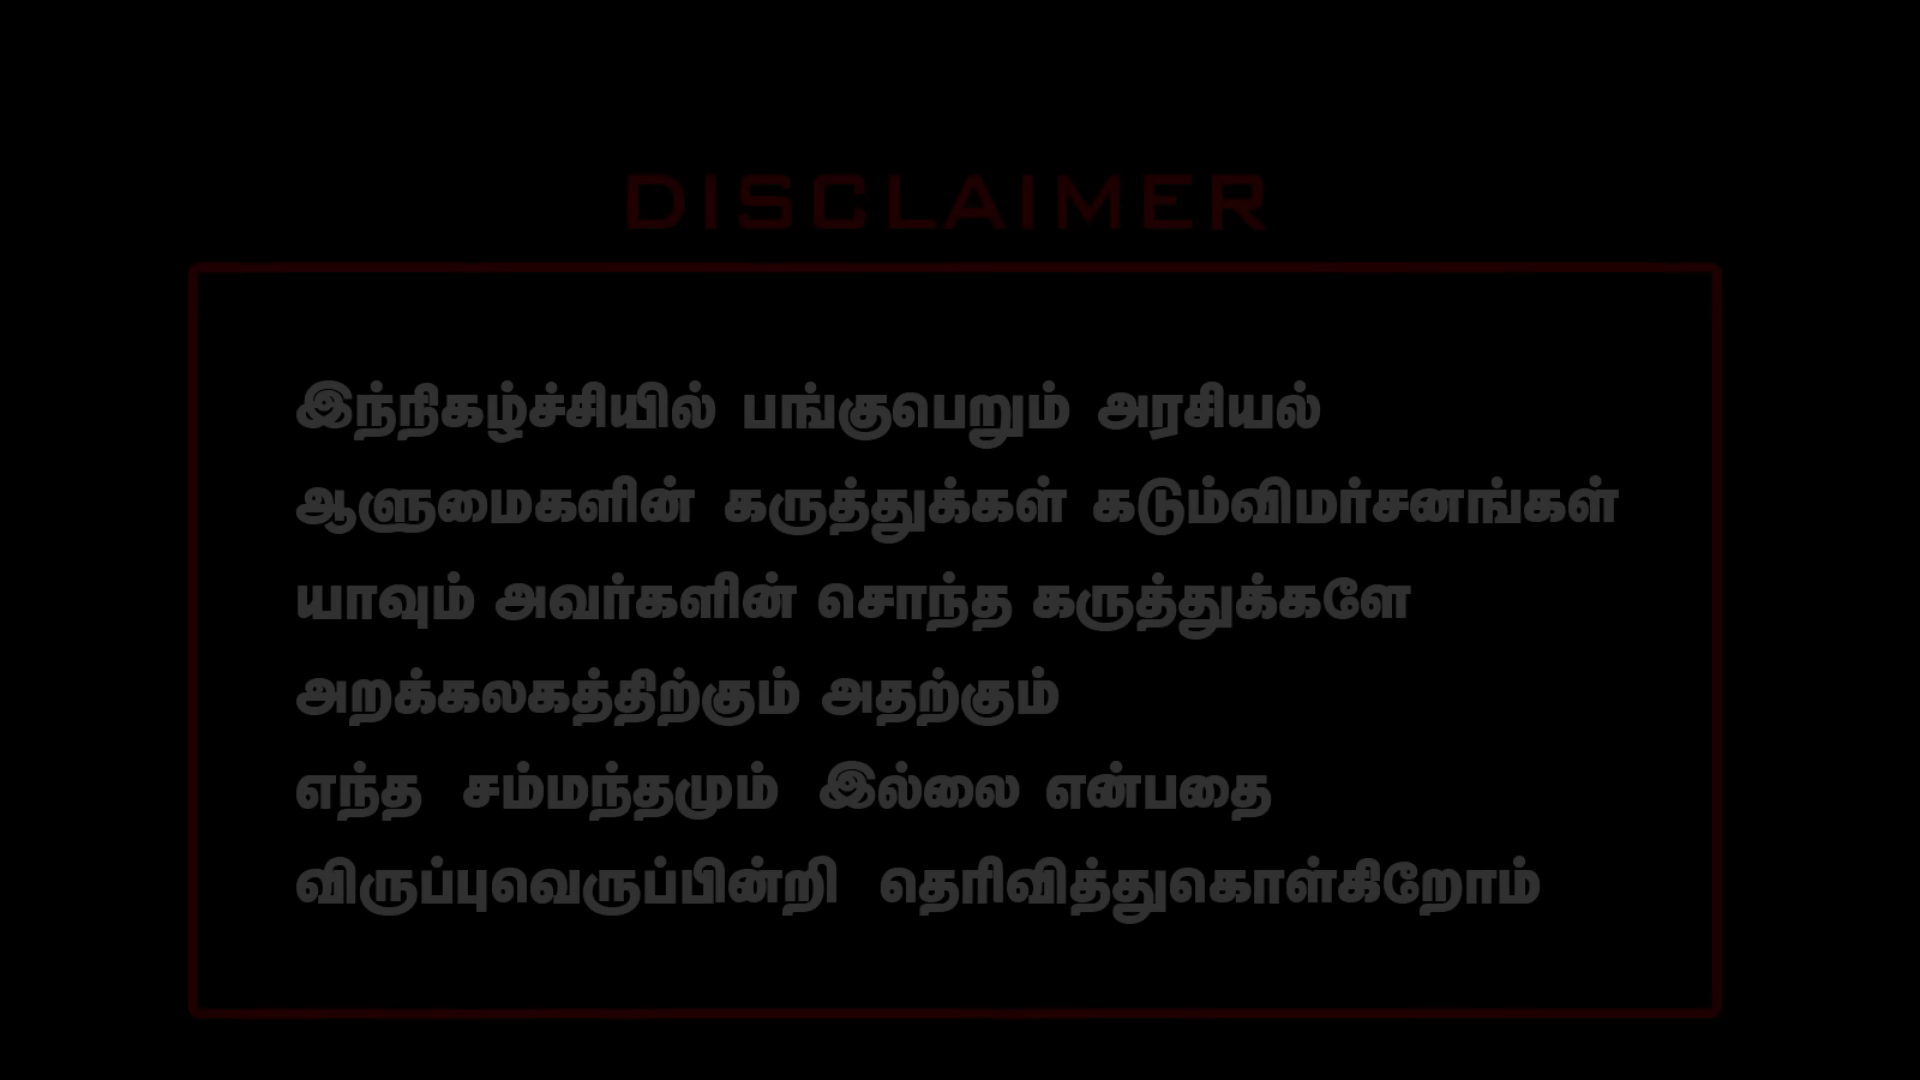 DISCLAIMER
இந்நிகழ்ச்சியில் பங்குபெறும் அரசியல்
ஆளுமைகளின் கருத்துக்கள் கடும்விமர்சனங்கள்
யாவும் அவர்களின் சொந்த கருத்துக்களே
அறக்கலகத்திற்கும் அதற்கும்
எந்த சம்மந்தமும் இல்லை என்பதை
விருப்புவெருப்பின்றி தெரிவித்துகொள்கிறோம்